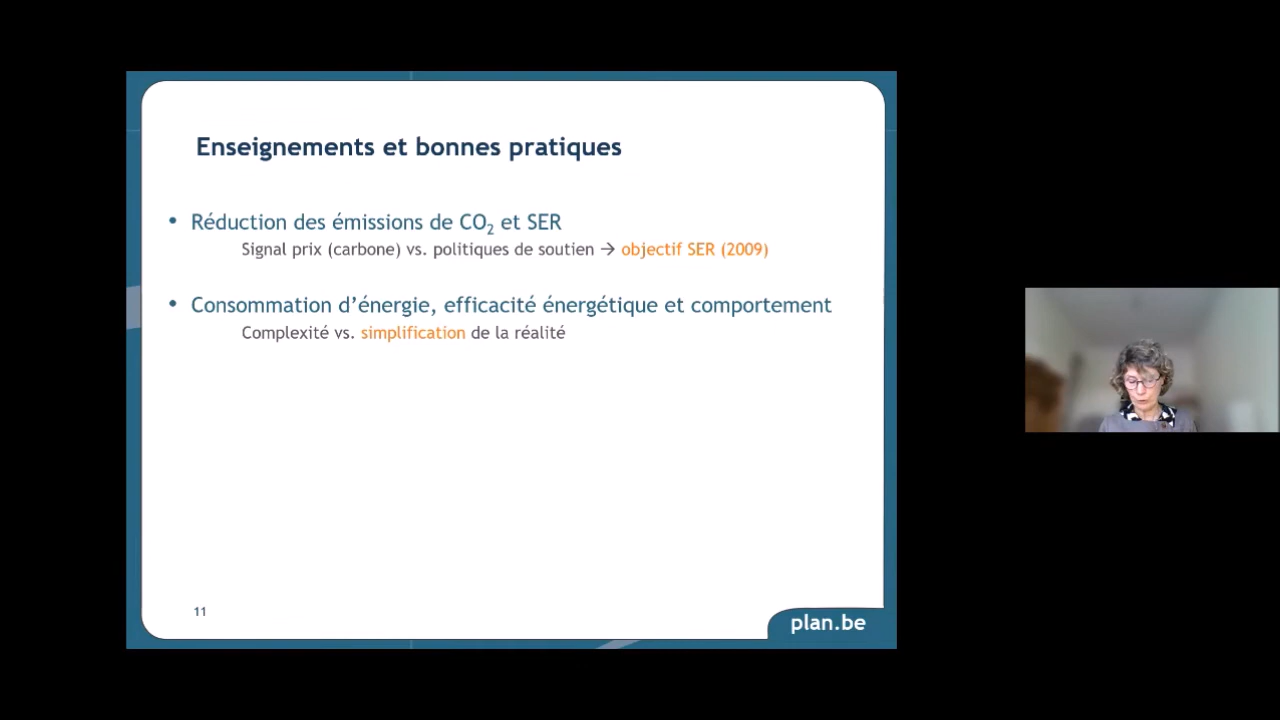 Enseignements et bonnes pratiques
• Réduction des émissions de CO₂ et SER
Signal prix (carbone) vs. politiques de soutien → objectif SER (2009)
• Consommation d’énergie, efficacité énergétique et comportement
Complexité vs. simplification de la réalité
11
plan.be